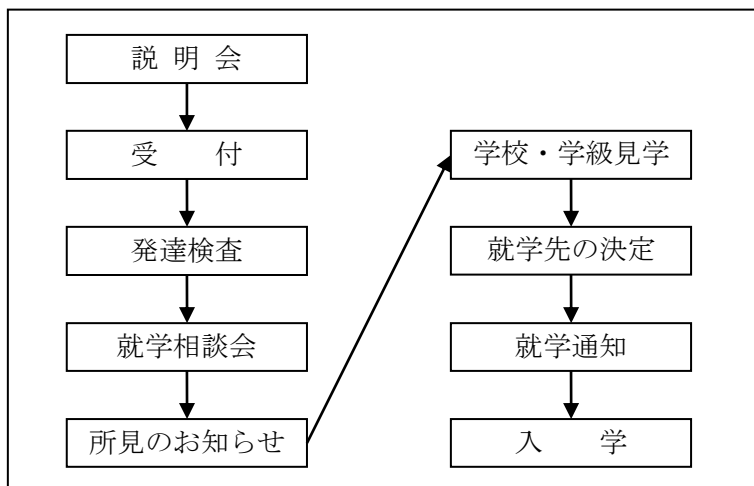 説 明 会
受　　付
発達検査
就学相談会
所見のお知らせ
学校・学級見学
就学先の決定
就学通知
入　　学